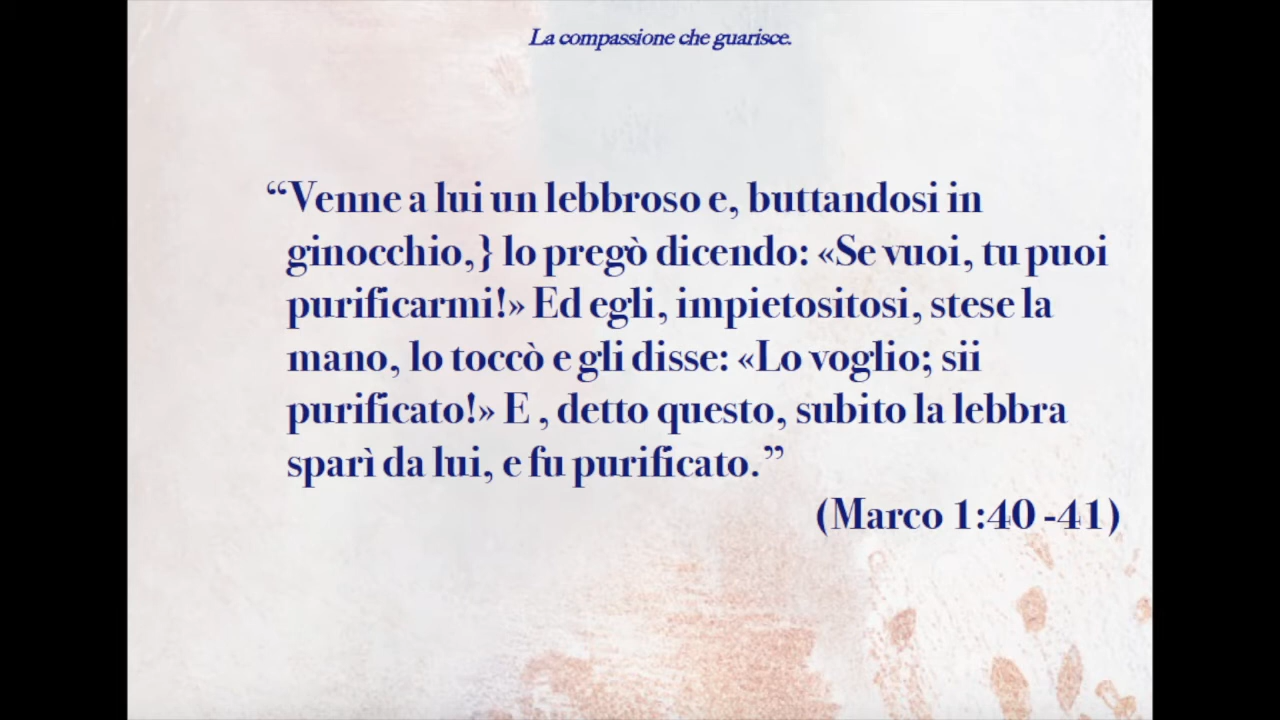 La compassione che guarisce.
“Venne a lui un lebbroso e, buttandosi in
ginocchio,} lo pregò dicendo: «Se vuoi, tu puoi
purificarmi!» Ed egli, impietositosi, stese la
mano, lo toccò e gli disse: «Lo voglio; sii
purificato!» E , detto questo, subito la lebbra
sparì da lui, e fu purificato.”
(Marco 1:40 -41)